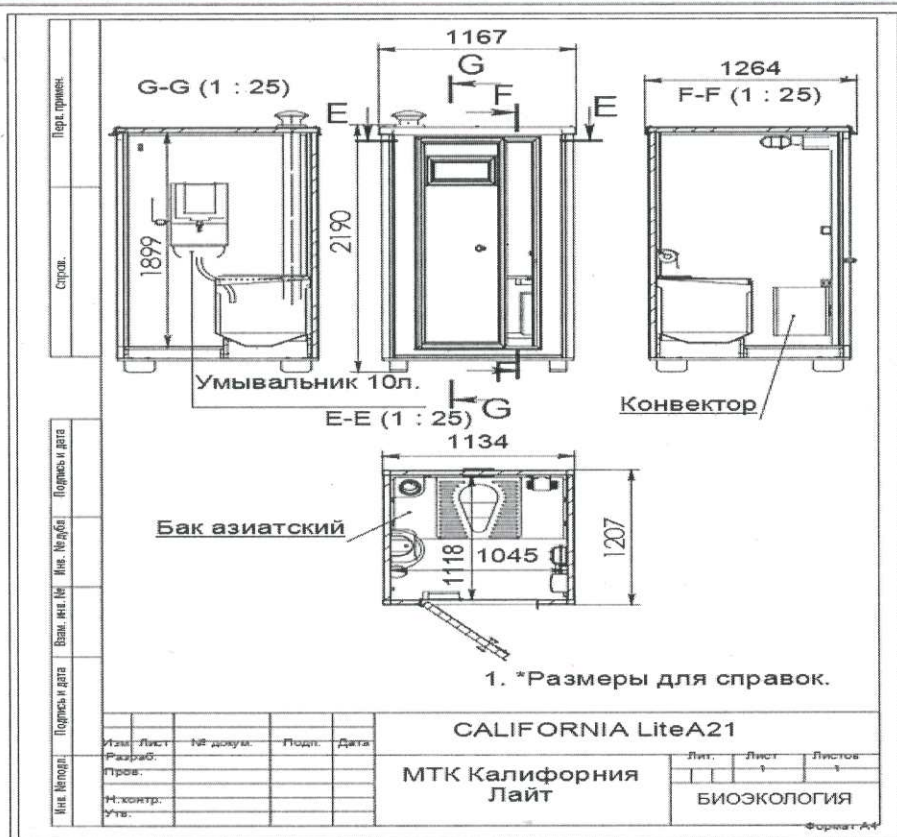 1167
G
1264
G-G (1 : 25)
F
F-F (1 : 25)
E
E
Перв. примен.
1899
2190
Справ.
Умывальник 10л.
G
E-E (1 : 25)
Конвектор
1134
Бак азиатский
1045
1118
1207
Подпись и дата
Инв. № дубл.
Взам. инв. №
Подпись и дата
Инв. № подл.
1. *Размеры для справок.
CALIFORNIA LiteA21
Изм. Лист № докум. Подп. Дата
Разраб.
Пров.
Н.контр.
Утв.
МТК Калифорния
Лайт
Лит. Лист Листов
1 1
БИОЭКОЛОГИЯ
Формат А4